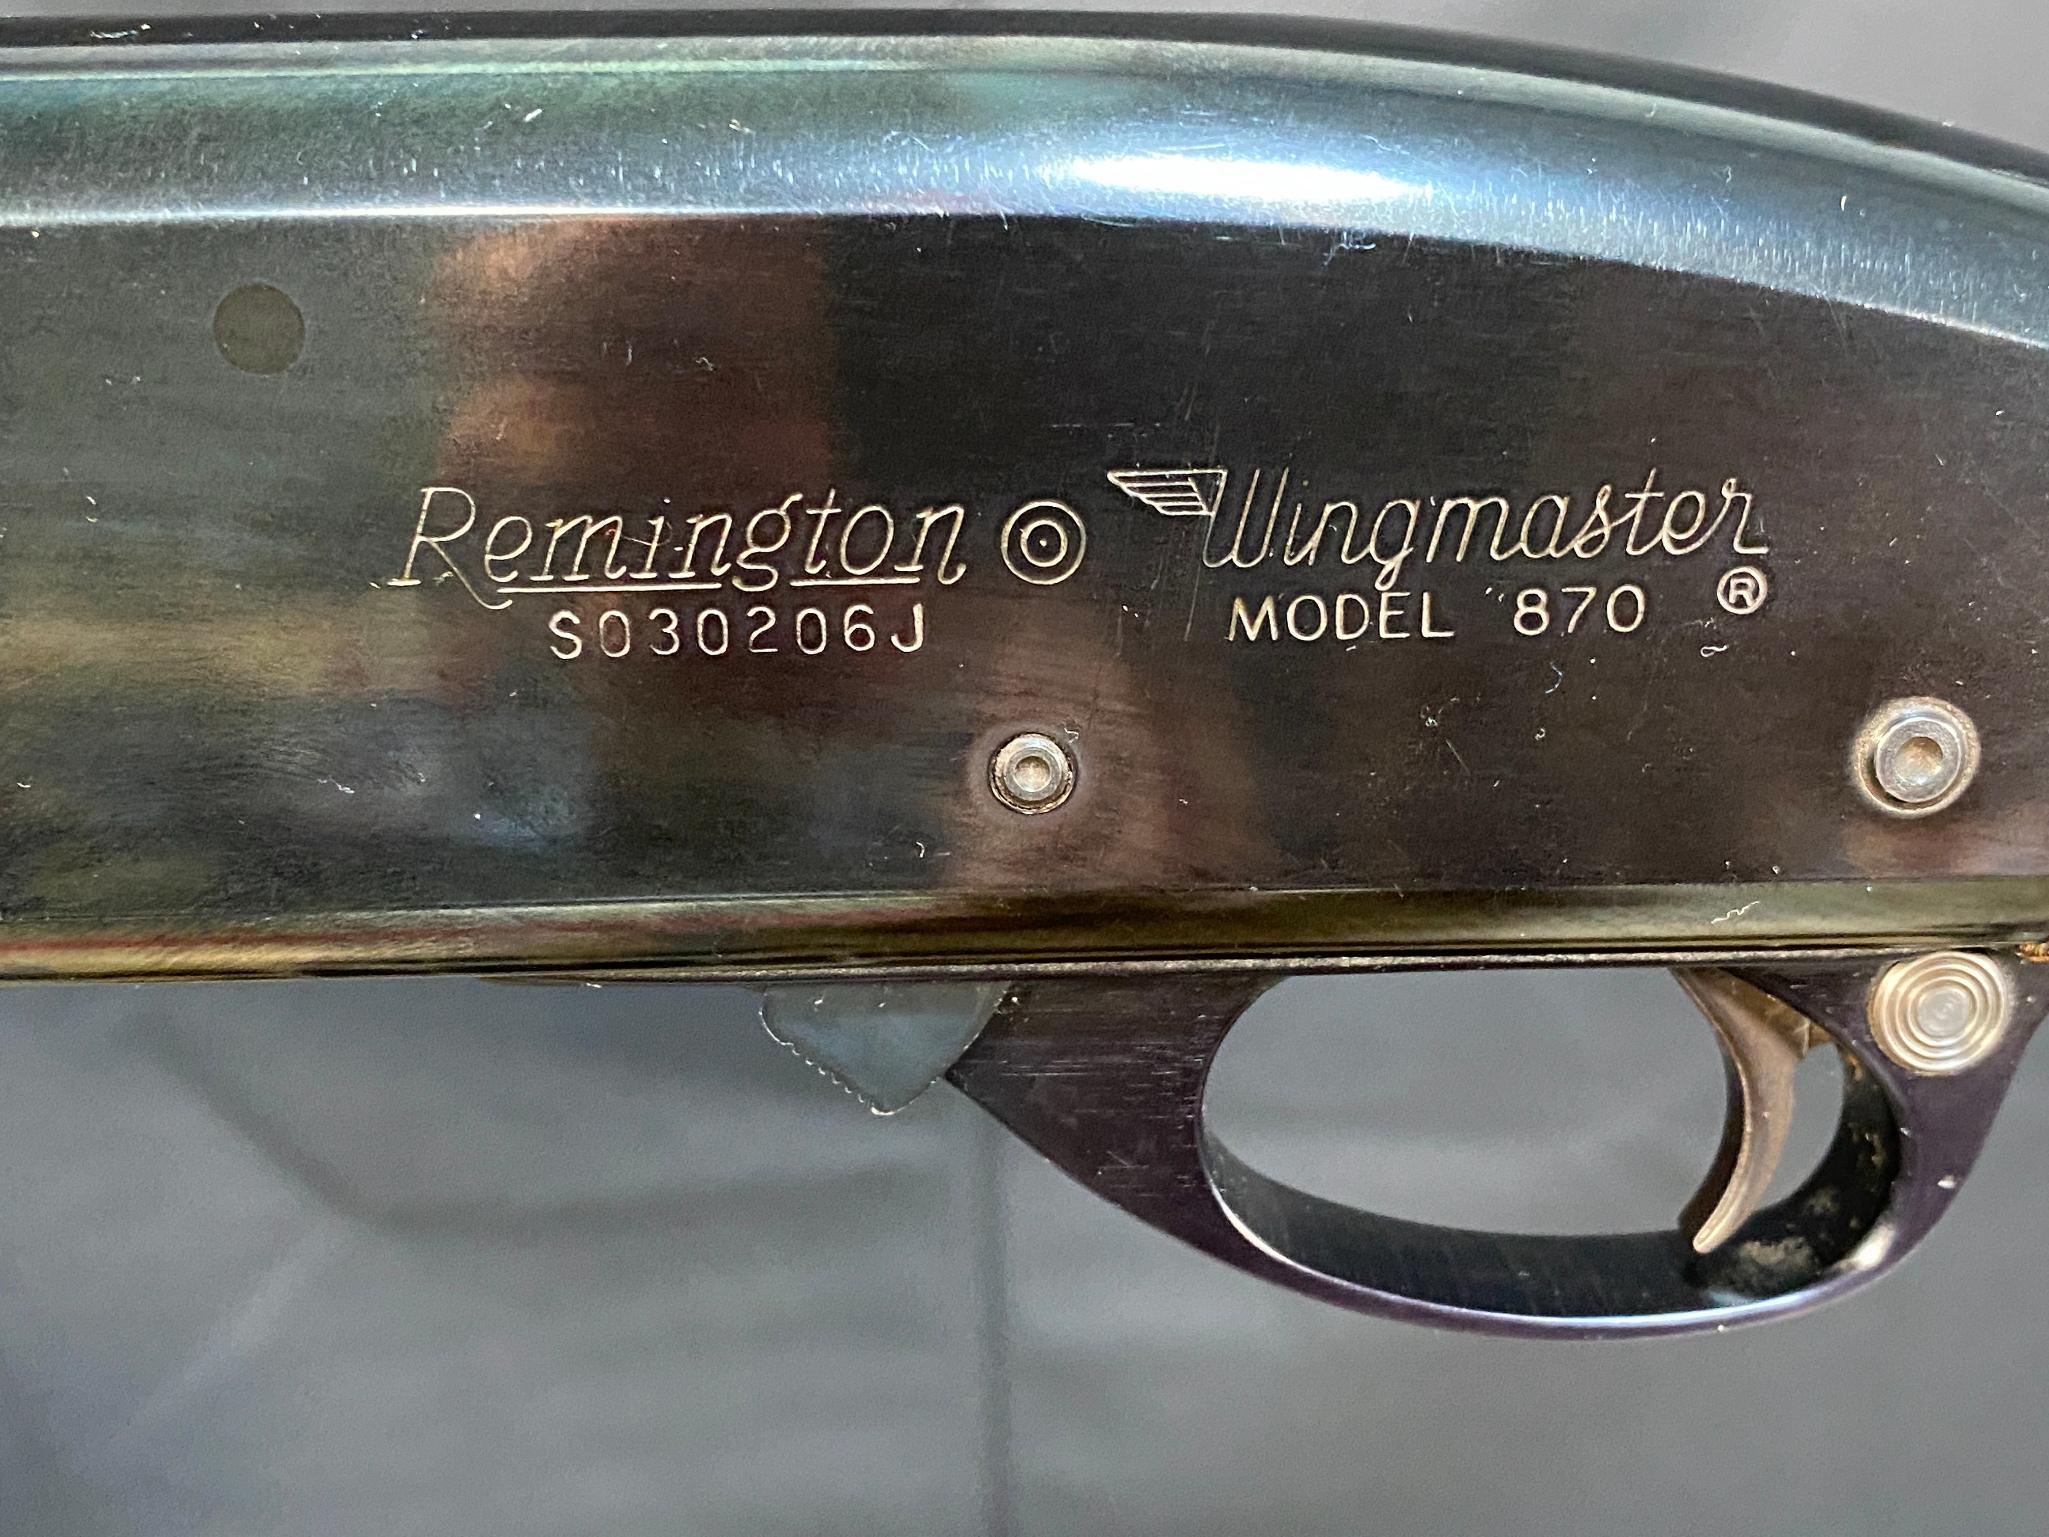 Remington
S030206J
Wingmaster
MODEL 870 ®